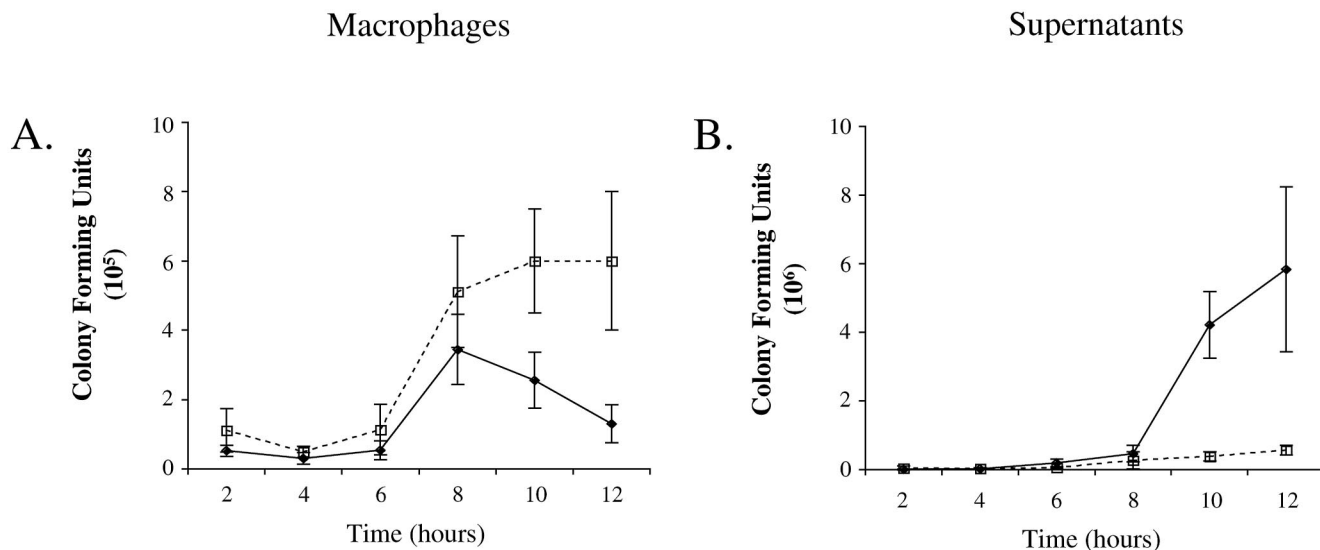 Macrophages
Supernatants
A.
Colony Forming Units
(10⁵)
10
8
6
4
2
0
2 4 6 8 10 12
Time (hours)
B.
Colony Forming Units
(10⁶)
10
8
6
4
2
0
2 4 6 8 10 12
Time (hours)